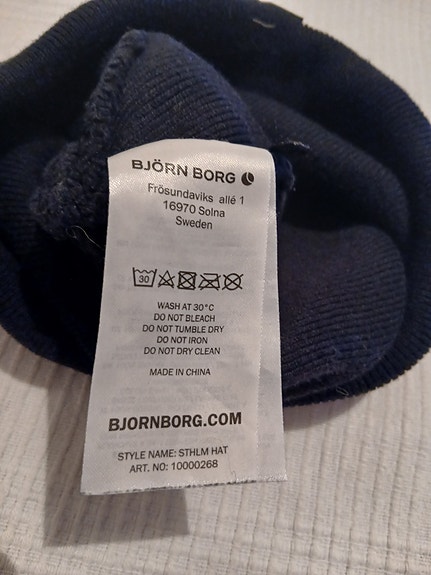 BJÖRN BORG
Frösundaviks allé 1
16970 Solna
Sweden
30
WASH AT 30°C
DO NOT BLEACH
DO NOT TUMBLE DRY
DO NOT IRON
DO NOT DRY CLEAN
MADE IN CHINA
BJORNBORG.COM
STYLE NAME: STHLM HAT
ART. NO: 10000268